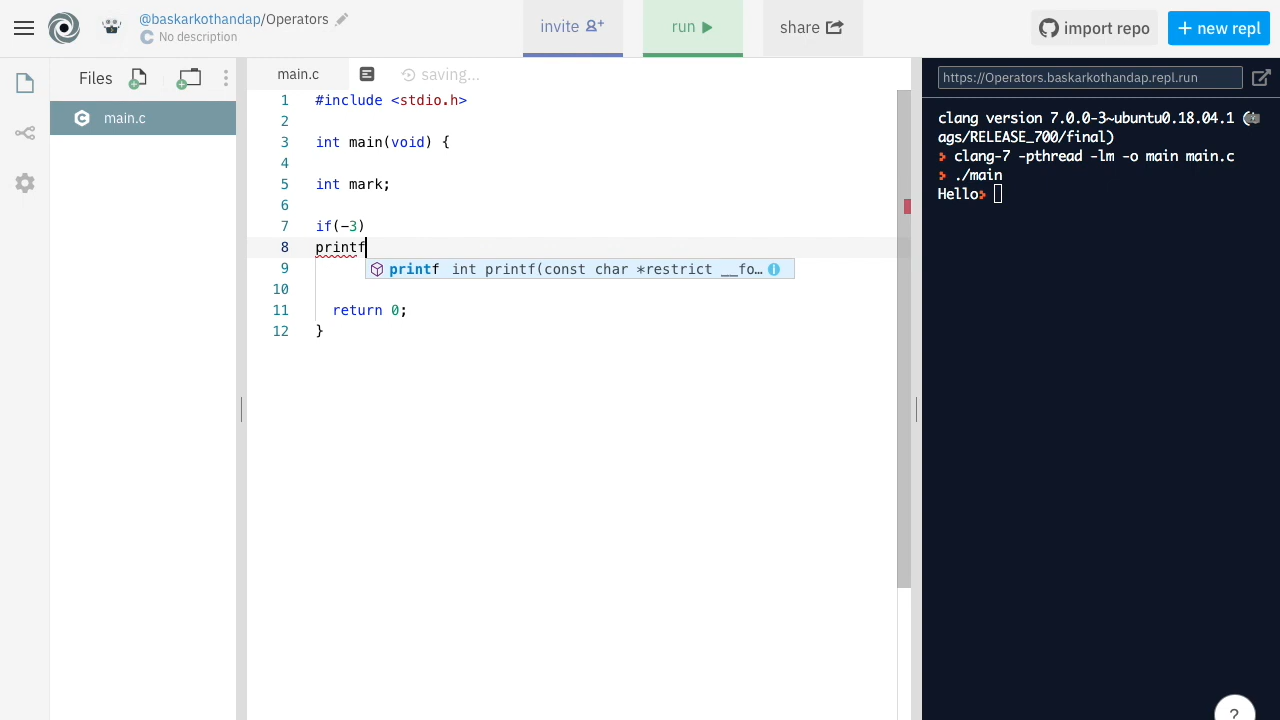 @baskarkothandap/Operators
No description
invite
run
share
import repo
+ new repl
Files
main.c
main.c
saving...
https://Operators.baskarkothandap.repl.run
1 #include <stdio.h>
2
3 int main(void) {
4
5 int mark;
6
7 if(-3)
8 printf
printf int printf(const char *restrict __fo…
9
10
11 return 0;
12 }
clang version 7.0.0-3~ubuntu0.18.04.1 (
ags/RELEASE_700/final)
clang-7 -pthread -lm -o main main.c
./main
Hello
?